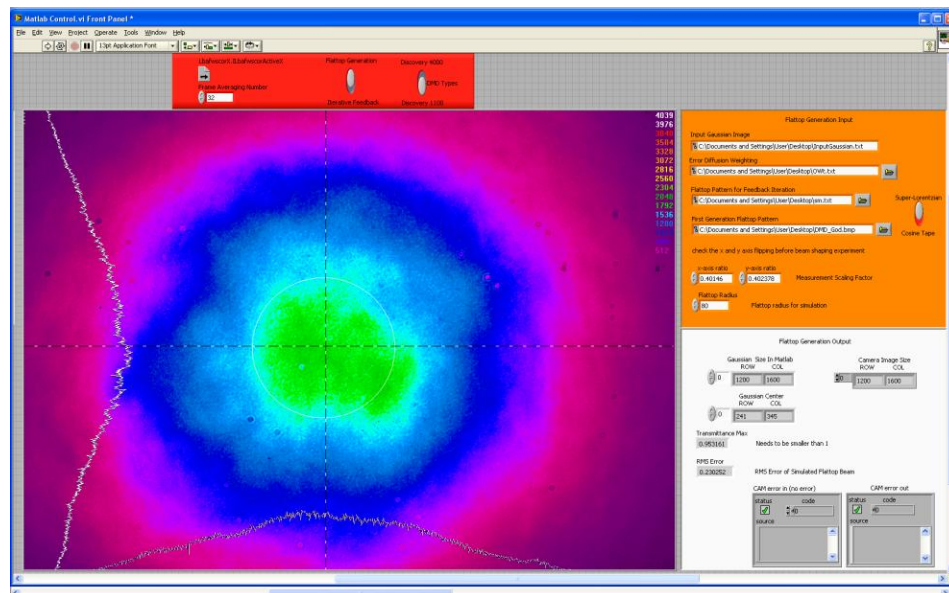 Matlab Control.vi Front Panel *
File Edit View Project Operate Tools Window Help
13pt Application Font
LbaFwcorX.ILbaFwcorActiveX
Flattop Generation
Discovery 4000
DMD Types
Frame Averaging Number
32
Iterative Feedback
Discovery 1100
4039
3976
3840
3584
3328
3072
2816
2560
2304
2048
1792
1536
1280
512
Flattop Generation Input
Input Gaussian Image
C:\Documents and Settings\User\Desktop\InputGaussian.txt
Error Diffusion Weighting
C:\Documents and Settings\User\Desktop\OWt.txt
Flattop Pattern for Feedback Iteration
C:\Documents and Settings\User\Desktop\sm.txt
Super-Lorentzian
First Generation Flattop Pattern
C:\Documents and Settings\User\Desktop\DMD_God.bmp
Cosine Tape
check the x and y axis flipping before beam shaping experiment
x-axis ratio
y-axis ratio
0.40146
0.402378
Measurement Scaling Factor
Flattop Radius
80
Flattop radius for simulation
Flattop Generation Output
Gaussian Size In Matlab
ROW COL
0 1200 1600
Camera Image Size
ROW COL
0 1200 1600
Gaussian Center
ROW COL
0 241 345
Transmittance Max
0.953161
Needs to be smaller than 1
RMS Error
0.230252
RMS Error of Simulated Flattop Beam
CAM error in (no error)
status code
0
source
CAM error out
status code
0
source